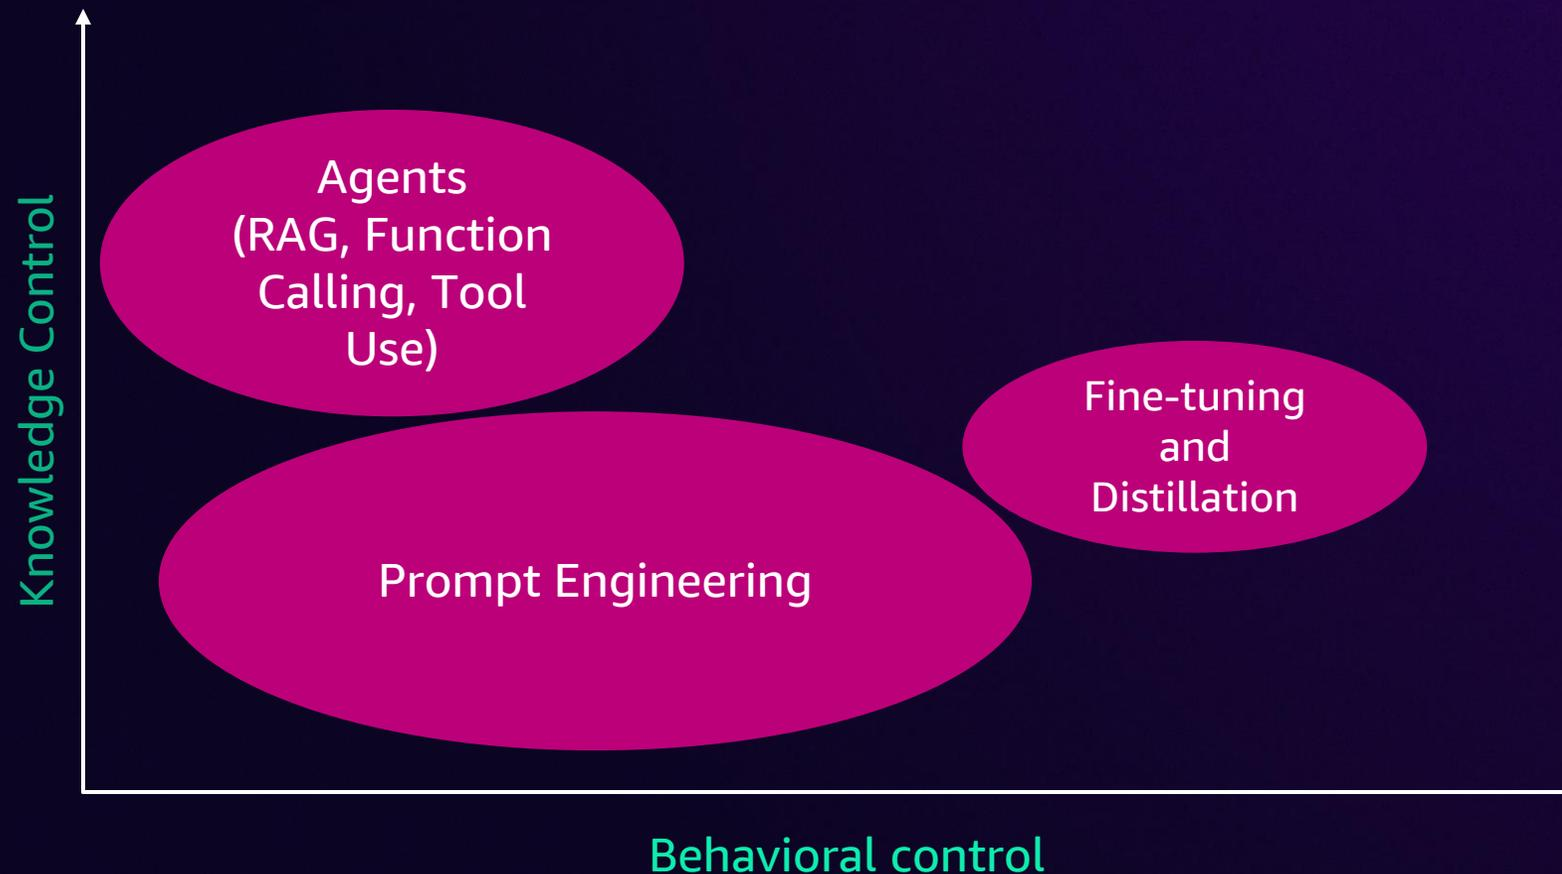 Knowledge Control
Agents
(RAG, Function
Calling, Tool
Use)
Fine-tuning
and
Distillation
Prompt Engineering
Behavioral control